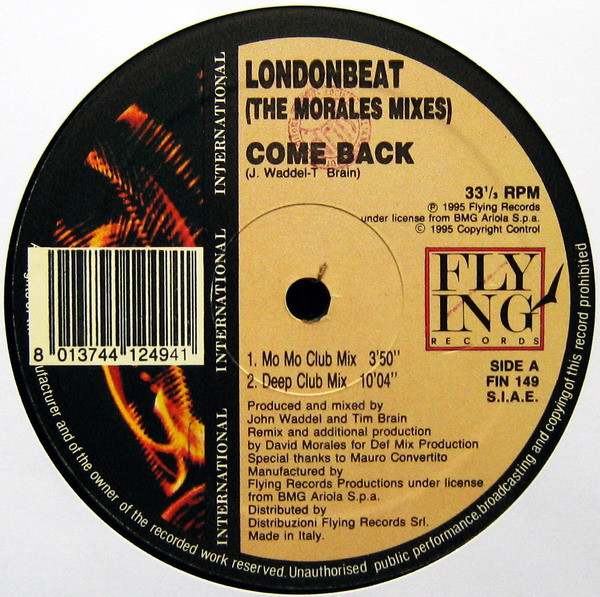 LONDONBEAT
(THE MORALES MIXES)
COME BACK
(J. Waddel-T Brain)
33¹/₃ RPM
℗ 1995 Flying Records
under license from BMG Ariola S.p.a.
© 1995 Copyright Control
FLY
ING
RECORDS
SIDE A
FIN 149
S.I.A.E.
1. Mo Mo Club Mix 3'50"
2. Deep Club Mix 10'04"
Produced and mixed by
John Waddel and Tim Brain
Remix and additional production
by David Morales for Def Mix Production
Special thanks to Mauro Convertito
Manufactured by
Flying Records Productions under license
from BMG Ariola S.p.a.
Distributed by
Distribuzioni Flying Records Srl.
Made in Italy.
INTERNATIONAL
INTERNATIONAL
INTERNATIONAL
8 013744 124941
and of the owner of the recorded work reserved. Unauthorised public performance, broadcasting and copying of this record prohibited